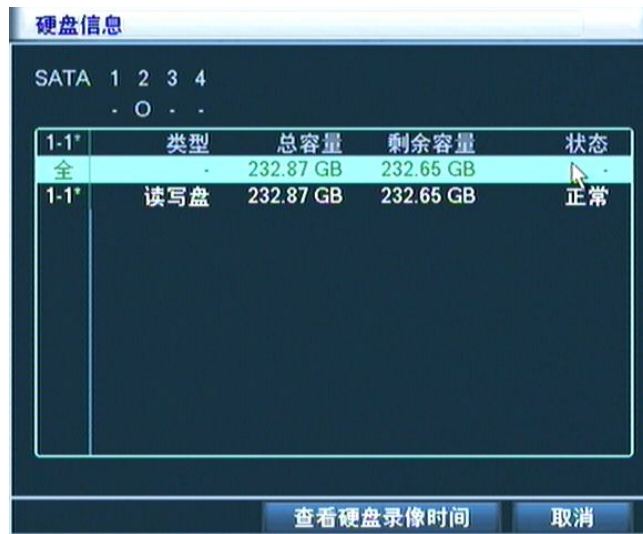 硬盘信息
SATA 1 2 3 4
- O - -
1-1* 类型 总容量 剩余容量 状态
全 - 232.87 GB 232.65 GB -
1-1* 读写盘 232.87 GB 232.65 GB 正常
查看硬盘录像时间 取消